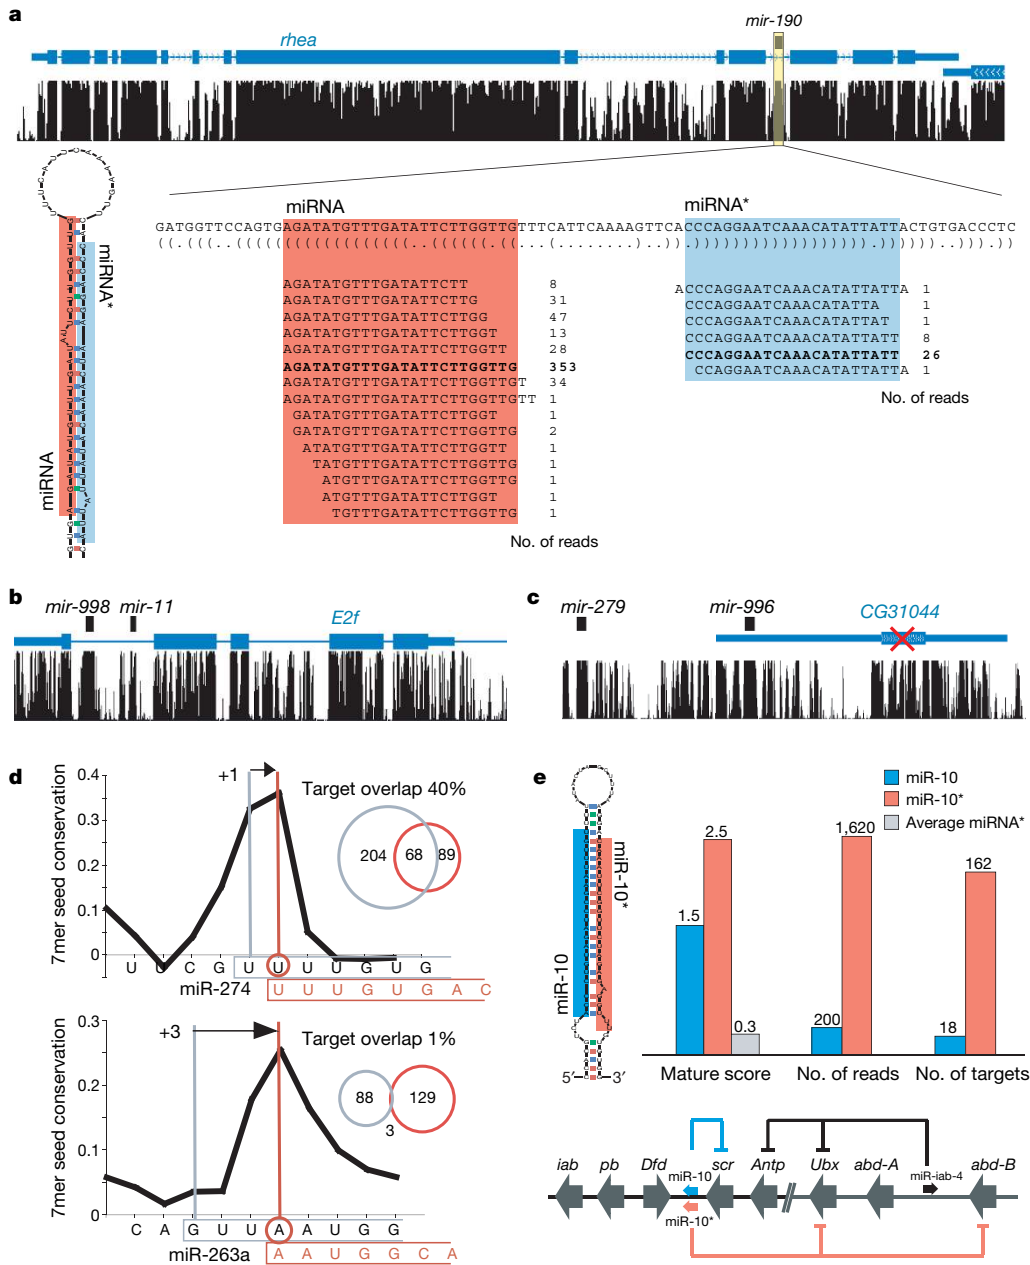 a
mir-190
rhea
miRNA
miRNA*
GATGGTTCCAGTGAGATATGTTTGATATTCTTGGTTGTTTCATTCAAAAGTTCACCCAGGAATCAAACATATTATTACTGTGACCCTC
AGATATGTTTGATATTCTT 8
AGATATGTTTGATATTCTTG 31
AGATATGTTTGATATTCTTGG 47
AGATATGTTTGATATTCTTGGT 13
AGATATGTTTGATATTCTTGGTT 28
AGATATGTTTGATATTCTTGGTTG 353
AGATATGTTTGATATTCTTGGTTGT 34
AGATATGTTTGATATTCTTGGTTGTT 1
GATATGTTTGATATTCTTGGT 1
GATATGTTTGATATTCTTGGTTG 2
ATATGTTTGATATTCTTGGTT 1
TATGTTTGATATTCTTGGTTG 1
ATGTTTGATATTCTTGGTTG 1
ATGTTTGATATTCTTGGT 1
TGTTTGATATTCTTGGTTG 1
No. of reads
ACCCAGGAATCAAACATATTATTA 1
CCCAGGAATCAAACATATTA 1
CCCAGGAATCAAACATATTAT 1
CCCAGGAATCAAACATATTATT 8
CCCAGGAATCAAACATATTATT 26
CCAGGAATCAAACATATTATTA 1
No. of reads
miRNA*
miRNA
b
mir-998 mir-11
E2f
c
mir-279
mir-996
CG31044
d
7mer seed conservation
0.4
0.3
0.2
0.1
0
+1
Target overlap 40%
204 68 89
U U C G U U U U G U G
miR-274
U U U G U G A C
7mer seed conservation
0.3
0.2
0.1
0
+3
Target overlap 1%
88 129
3
C A G U U A A U G G
miR-263a
A A U G G C A
e
miR-10
miR-10*
5′ 3′
miR-10
miR-10*
Average miRNA*
1.5
2.5
0.3
200
1,620
18
162
Mature score No. of reads No. of targets
iab pb Dfd scr Antp Ubx abd-A abd-B
miR-10
miR-iab-4
miR-10*